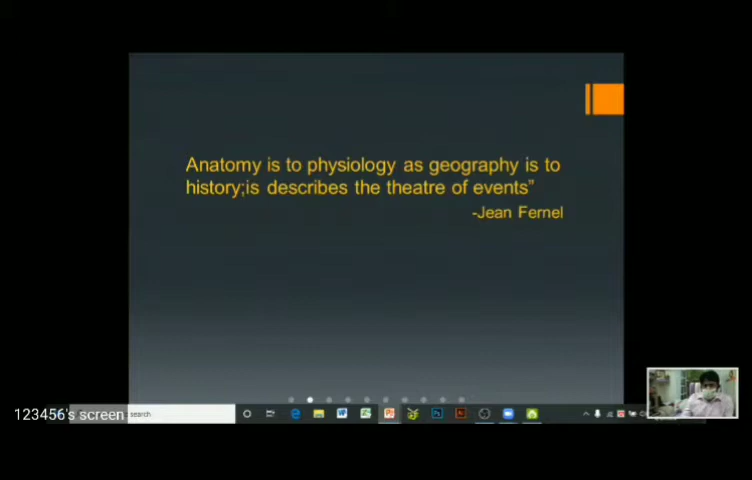 Anatomy is to physiology as geography is to
history;is describes the theatre of events”
-Jean Fernel
123456's screen
search